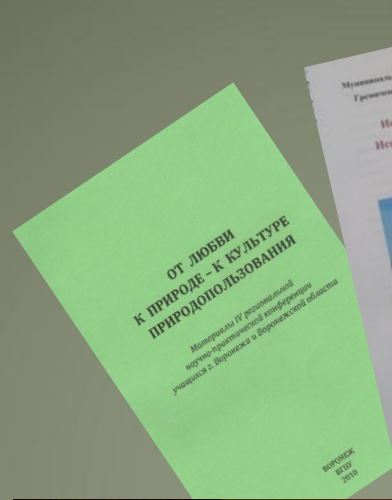 ОТ ЛЮБВИ
К ПРИРОДЕ – К КУЛЬТУРЕ
ПРИРОДОПОЛЬЗОВАНИЯ
Материалы IV региональной
научно-практической конференции
учащихся г. Воронежа и Воронежской области
ВОРОНЕЖ
ВГПУ
2010